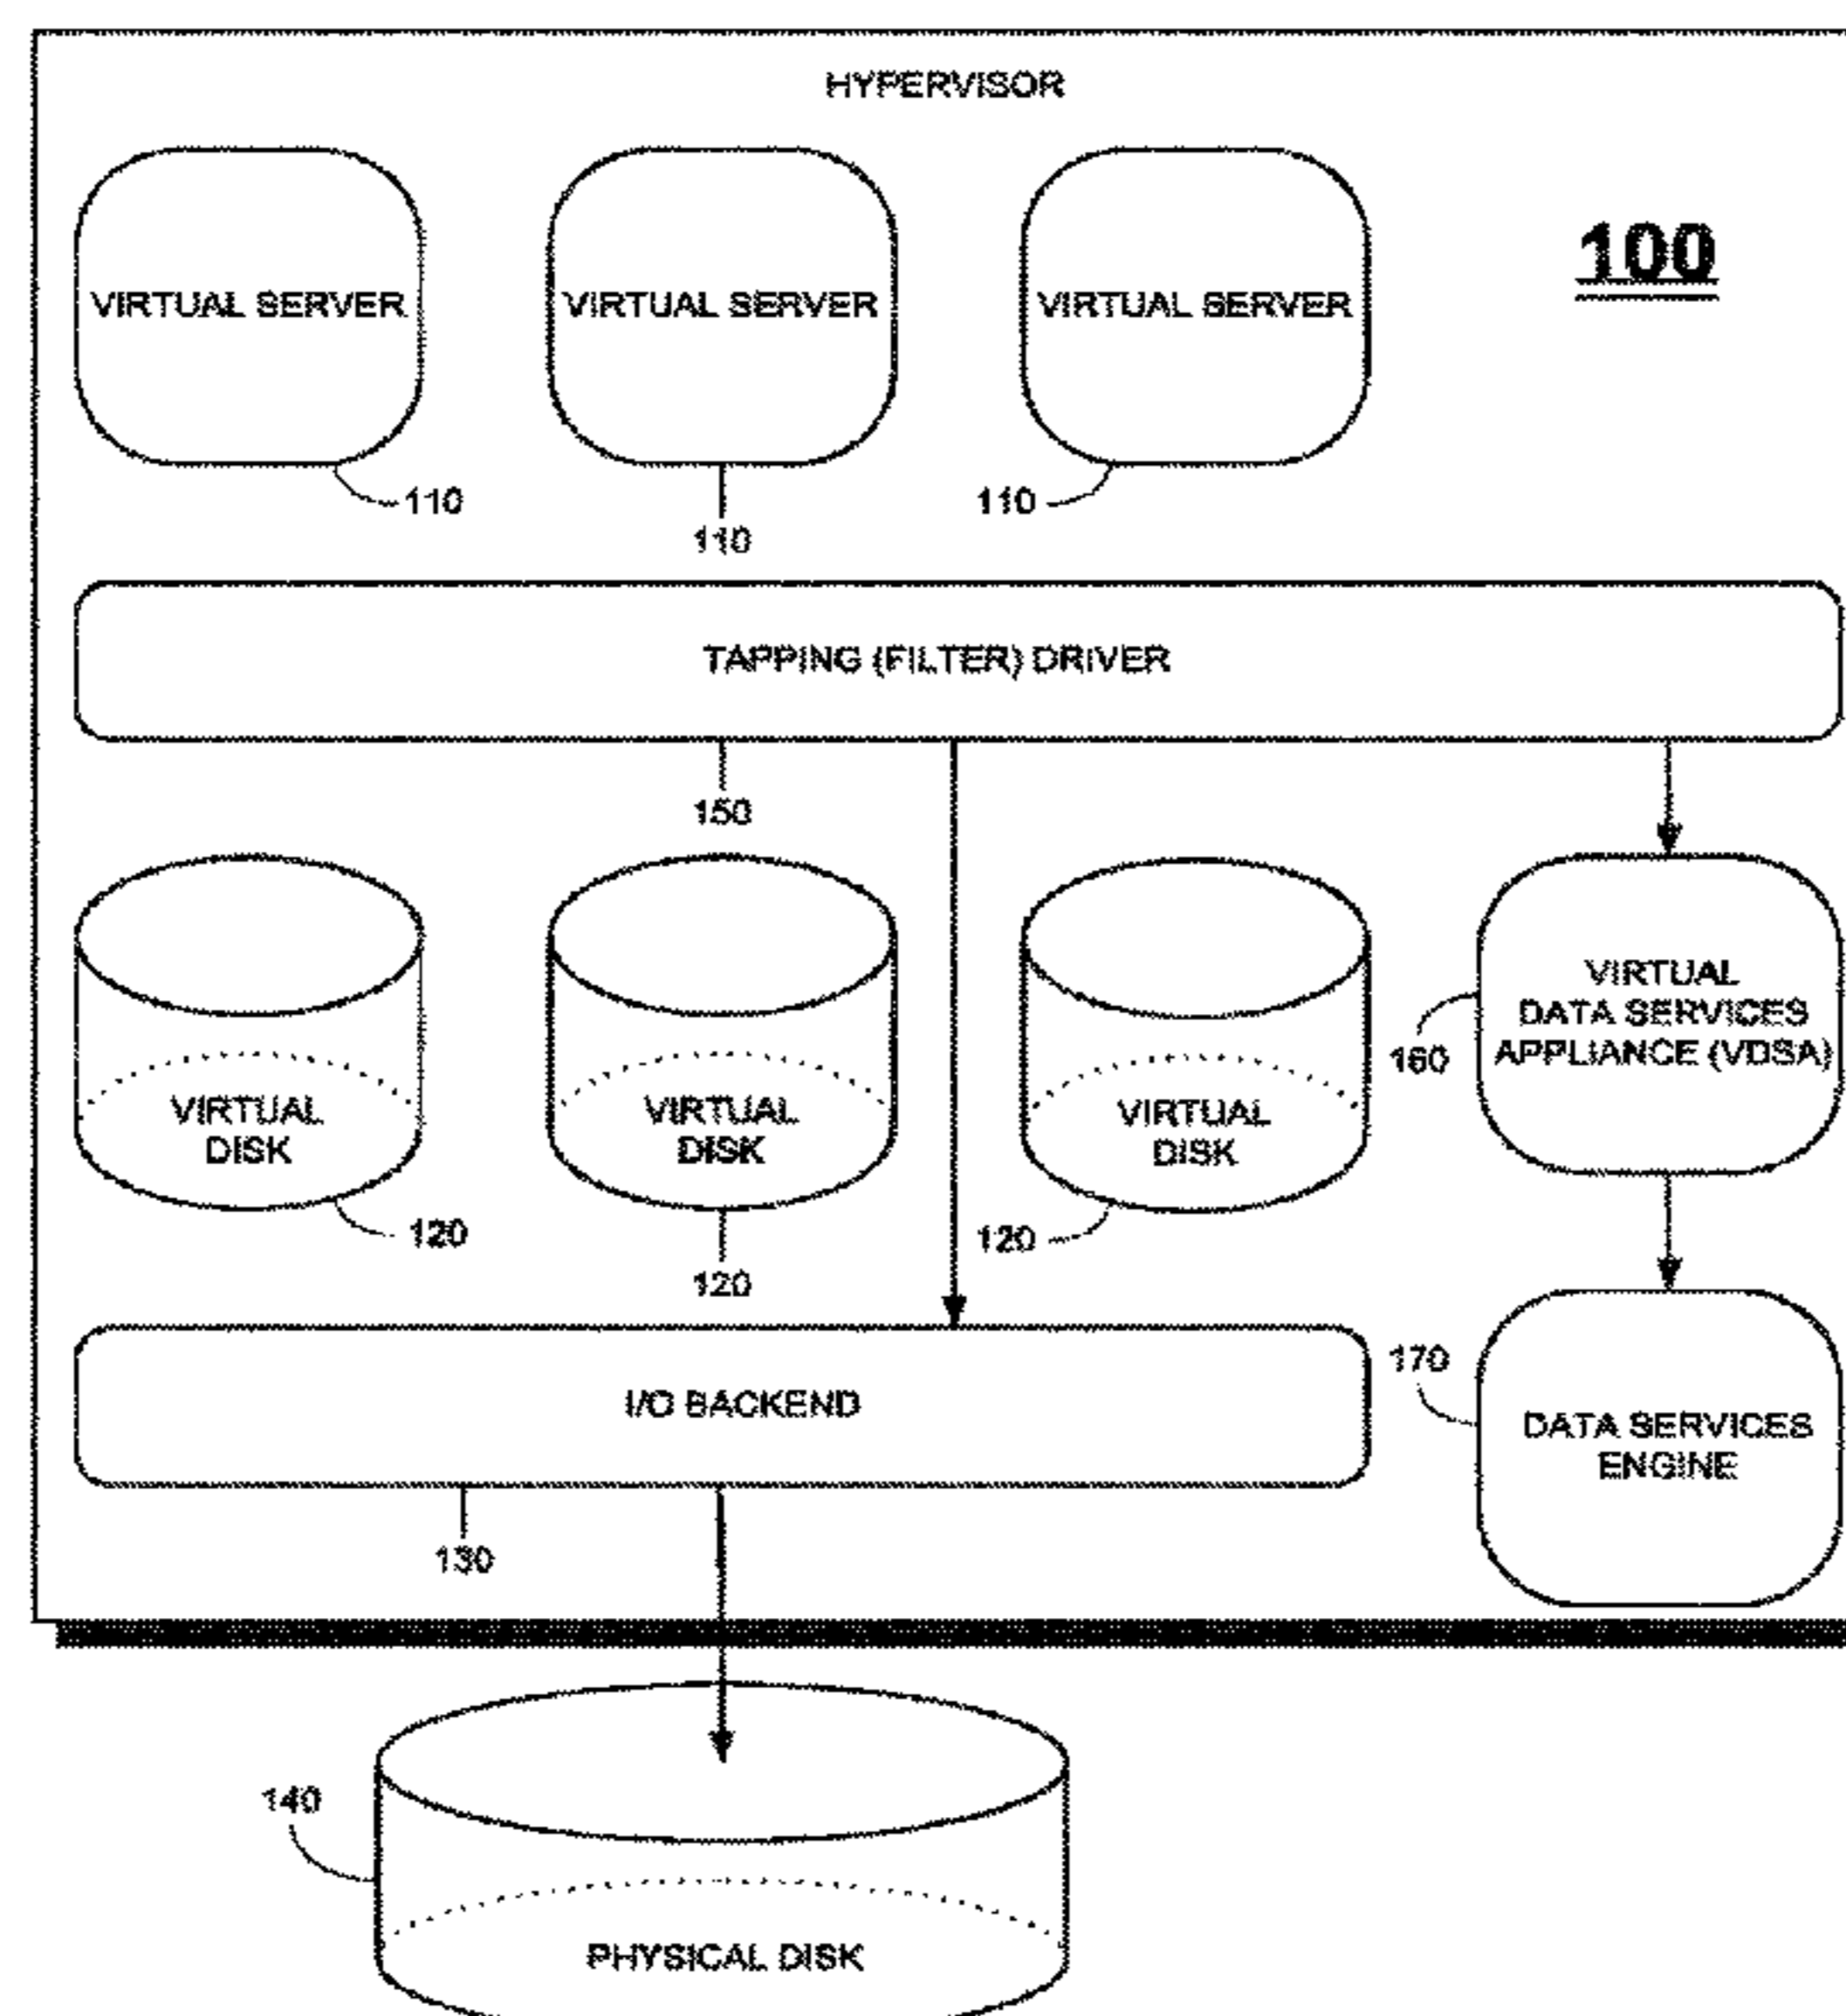 HYPERVISOR
100
VIRTUAL SERVER
VIRTUAL SERVER
VIRTUAL SERVER
110
110
110
TAPPING (FILTER) DRIVER
150
VIRTUAL
DISK
VIRTUAL
DISK
VIRTUAL
DISK
VIRTUAL
DATA SERVICES
APPLIANCE (VDSA)
160
120
120
120
I/O BACKEND
130
170
DATA SERVICES
ENGINE
140
PHYSICAL DISK